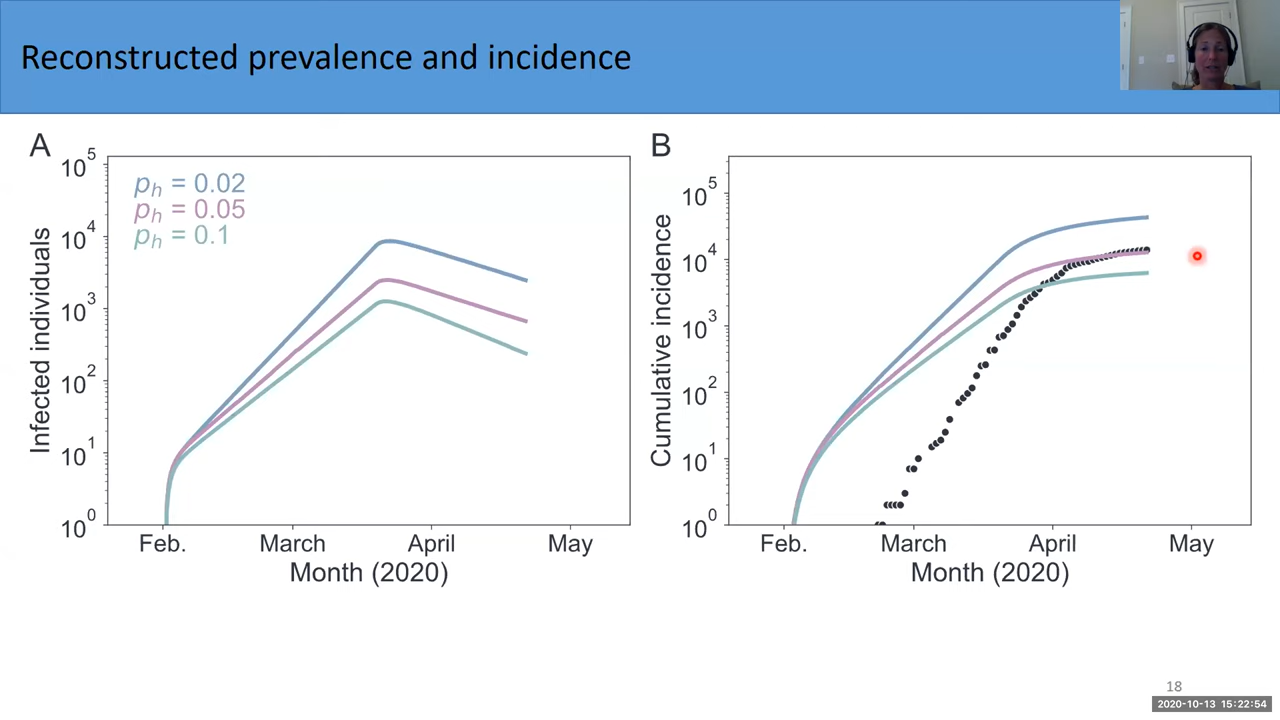 Reconstructed prevalence and incidence
A
10^5
10^4
10^3
10^2
10^1
10^0
Infected individuals
p_h = 0.02
p_h = 0.05
p_h = 0.1
Feb. March April May
Month (2020)
B
10^5
10^4
10^3
10^2
10^1
10^0
Cumulative incidence
Feb. March April May
Month (2020)
18
2020-10-13 15:22:54